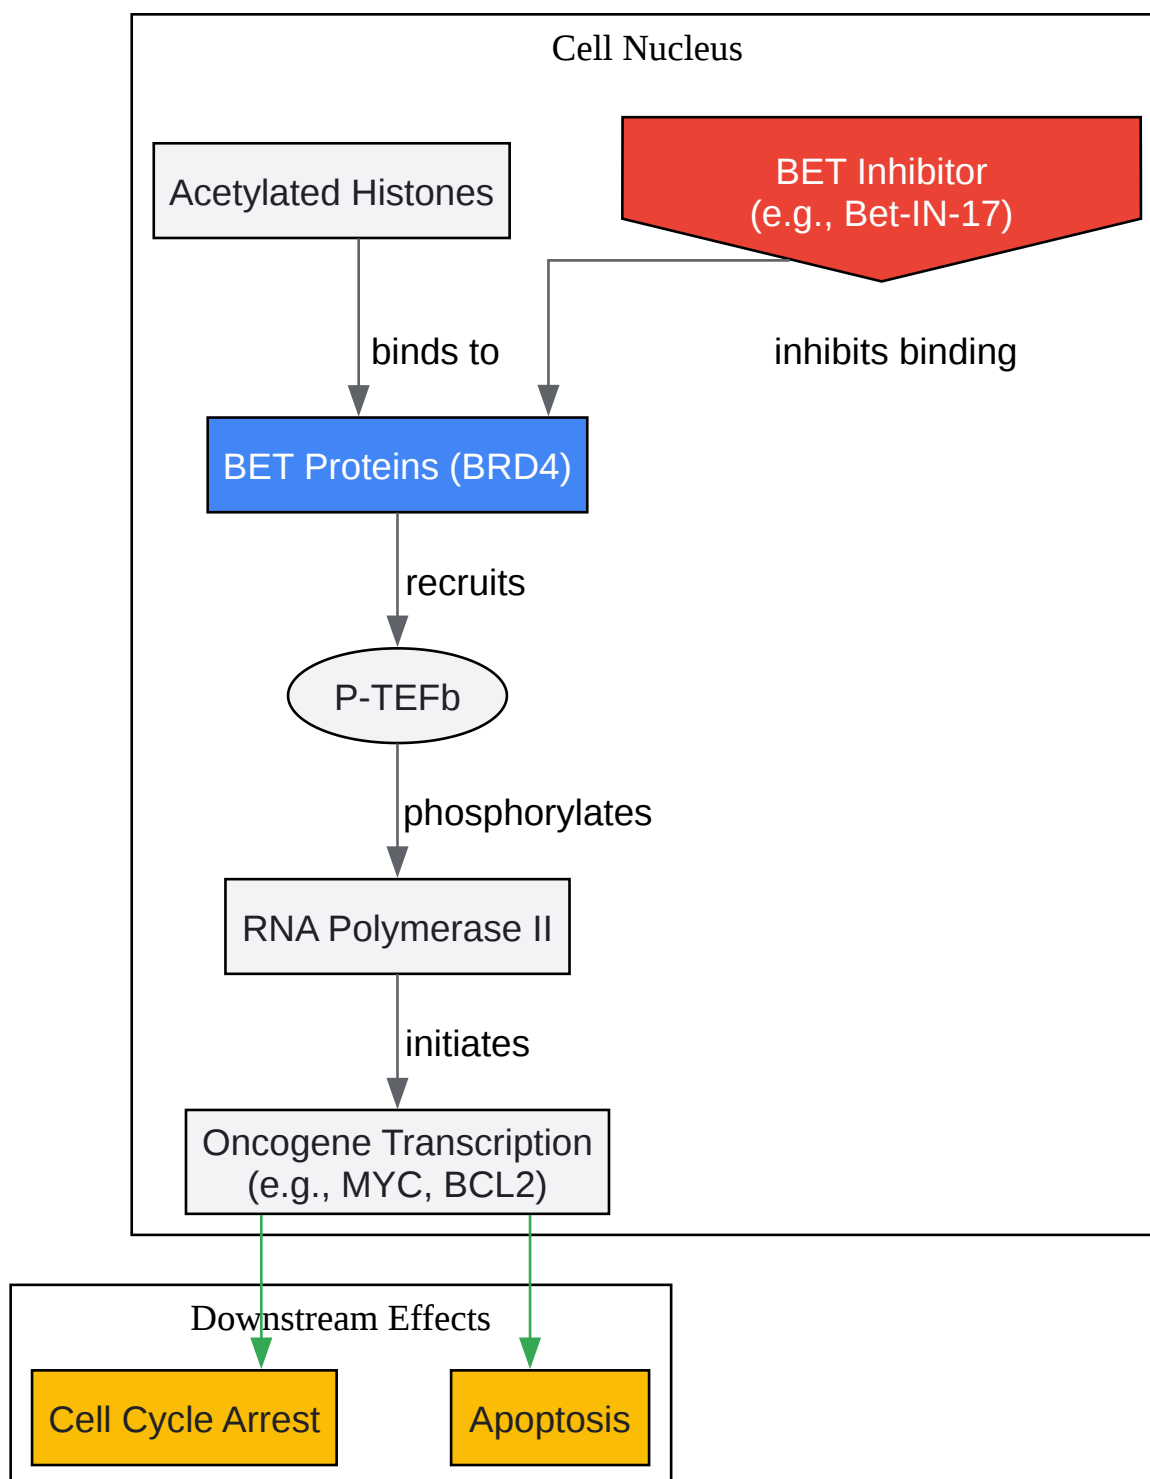 Cell Nucleus
Acetylated Histones
BET Inhibitor
(e.g., Bet-IN-17)
binds to
inhibits binding
BET Proteins (BRD4)
recruits
P-TEFb
phosphorylates
RNA Polymerase II
initiates
Oncogene Transcription
(e.g., MYC, BCL2)
Downstream Effects
Cell Cycle Arrest
Apoptosis